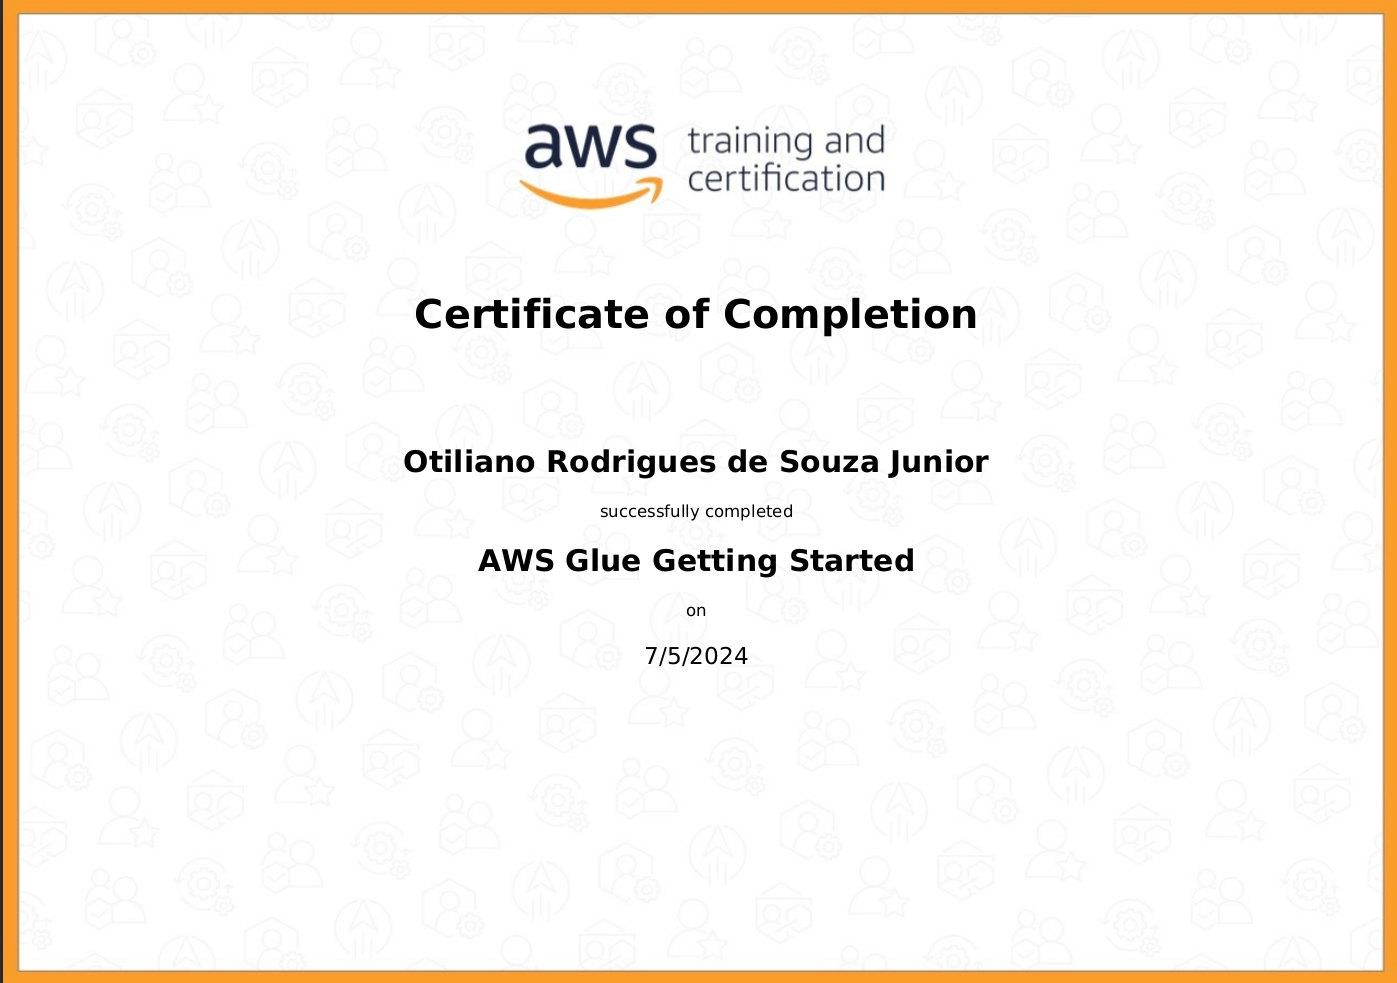 aws training and
certification
Certificate of Completion
Otiliano Rodrigues de Souza Junior
successfully completed
AWS Glue Getting Started
on
7/5/2024